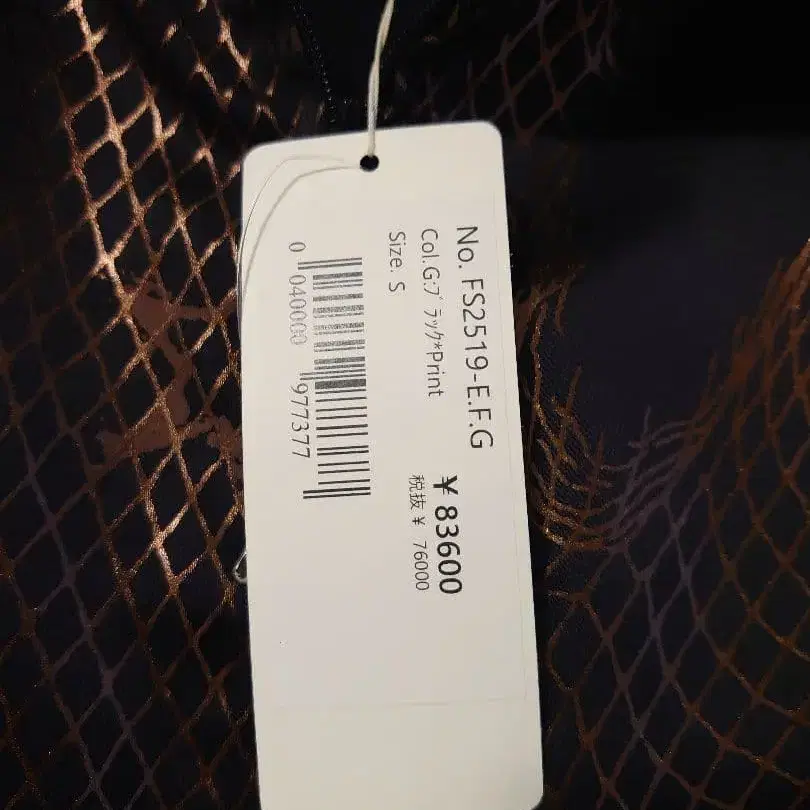 No. FS2519-E.F.G
Col.G:ﾌﾞﾗｯｸ*Print
Size. S
¥ 83600
税抜 ¥ 76000
0 040000 977377